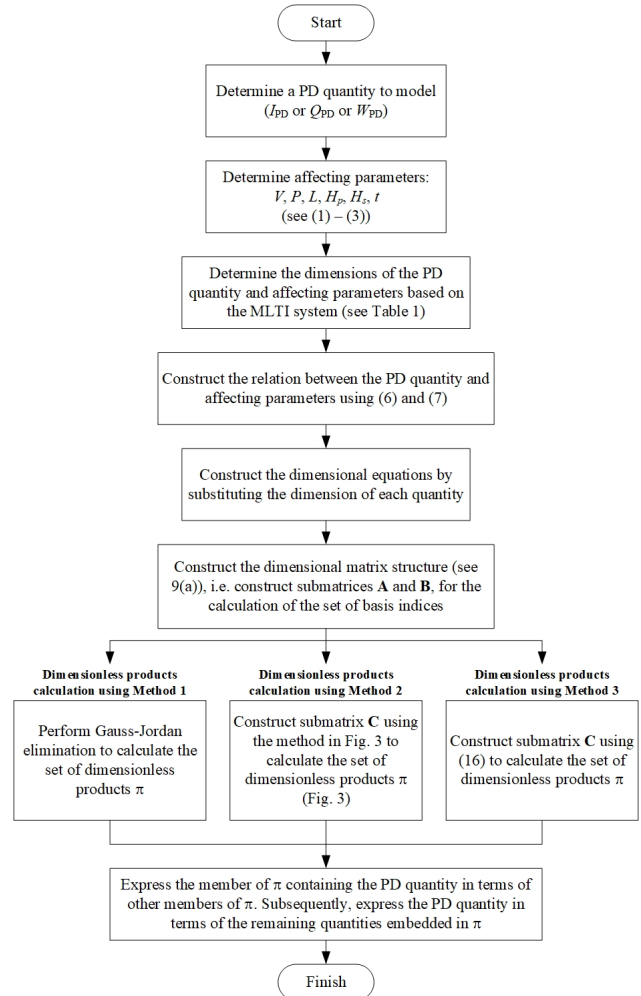 Start
Determine a PD quantity to model
(I_PD or Q_PD or W_PD)
Determine affecting parameters:
V, P, L, H_p, H_s, t
(see (1) – (3))
Determine the dimensions of the PD
quantity and affecting parameters based on
the MLTI system (see Table 1)
Construct the relation between the PD quantity and
affecting parameters using (6) and (7)
Construct the dimensional equations by
substituting the dimension of each quantity
Construct the dimensional matrix structure (see
9(a)), i.e. construct submatrices A and B, for the
calculation of the set of basis indices
Dimensionless products
calculation using Method 1
Perform Gauss-Jordan
elimination to calculate the
set of dimensionless
products π
Dimensionless products
calculation using Method 2
Construct submatrix C using
the method in Fig. 3 to
calculate the set of
dimensionless products π
(Fig. 3)
Dimensionless products
calculation using Method 3
Construct submatrix C using
(16) to calculate the set of
dimensionless products π
Express the member of π containing the PD quantity in terms of
other members of π. Subsequently, express the PD quantity in
terms of the remaining quantities embedded in π
Finish